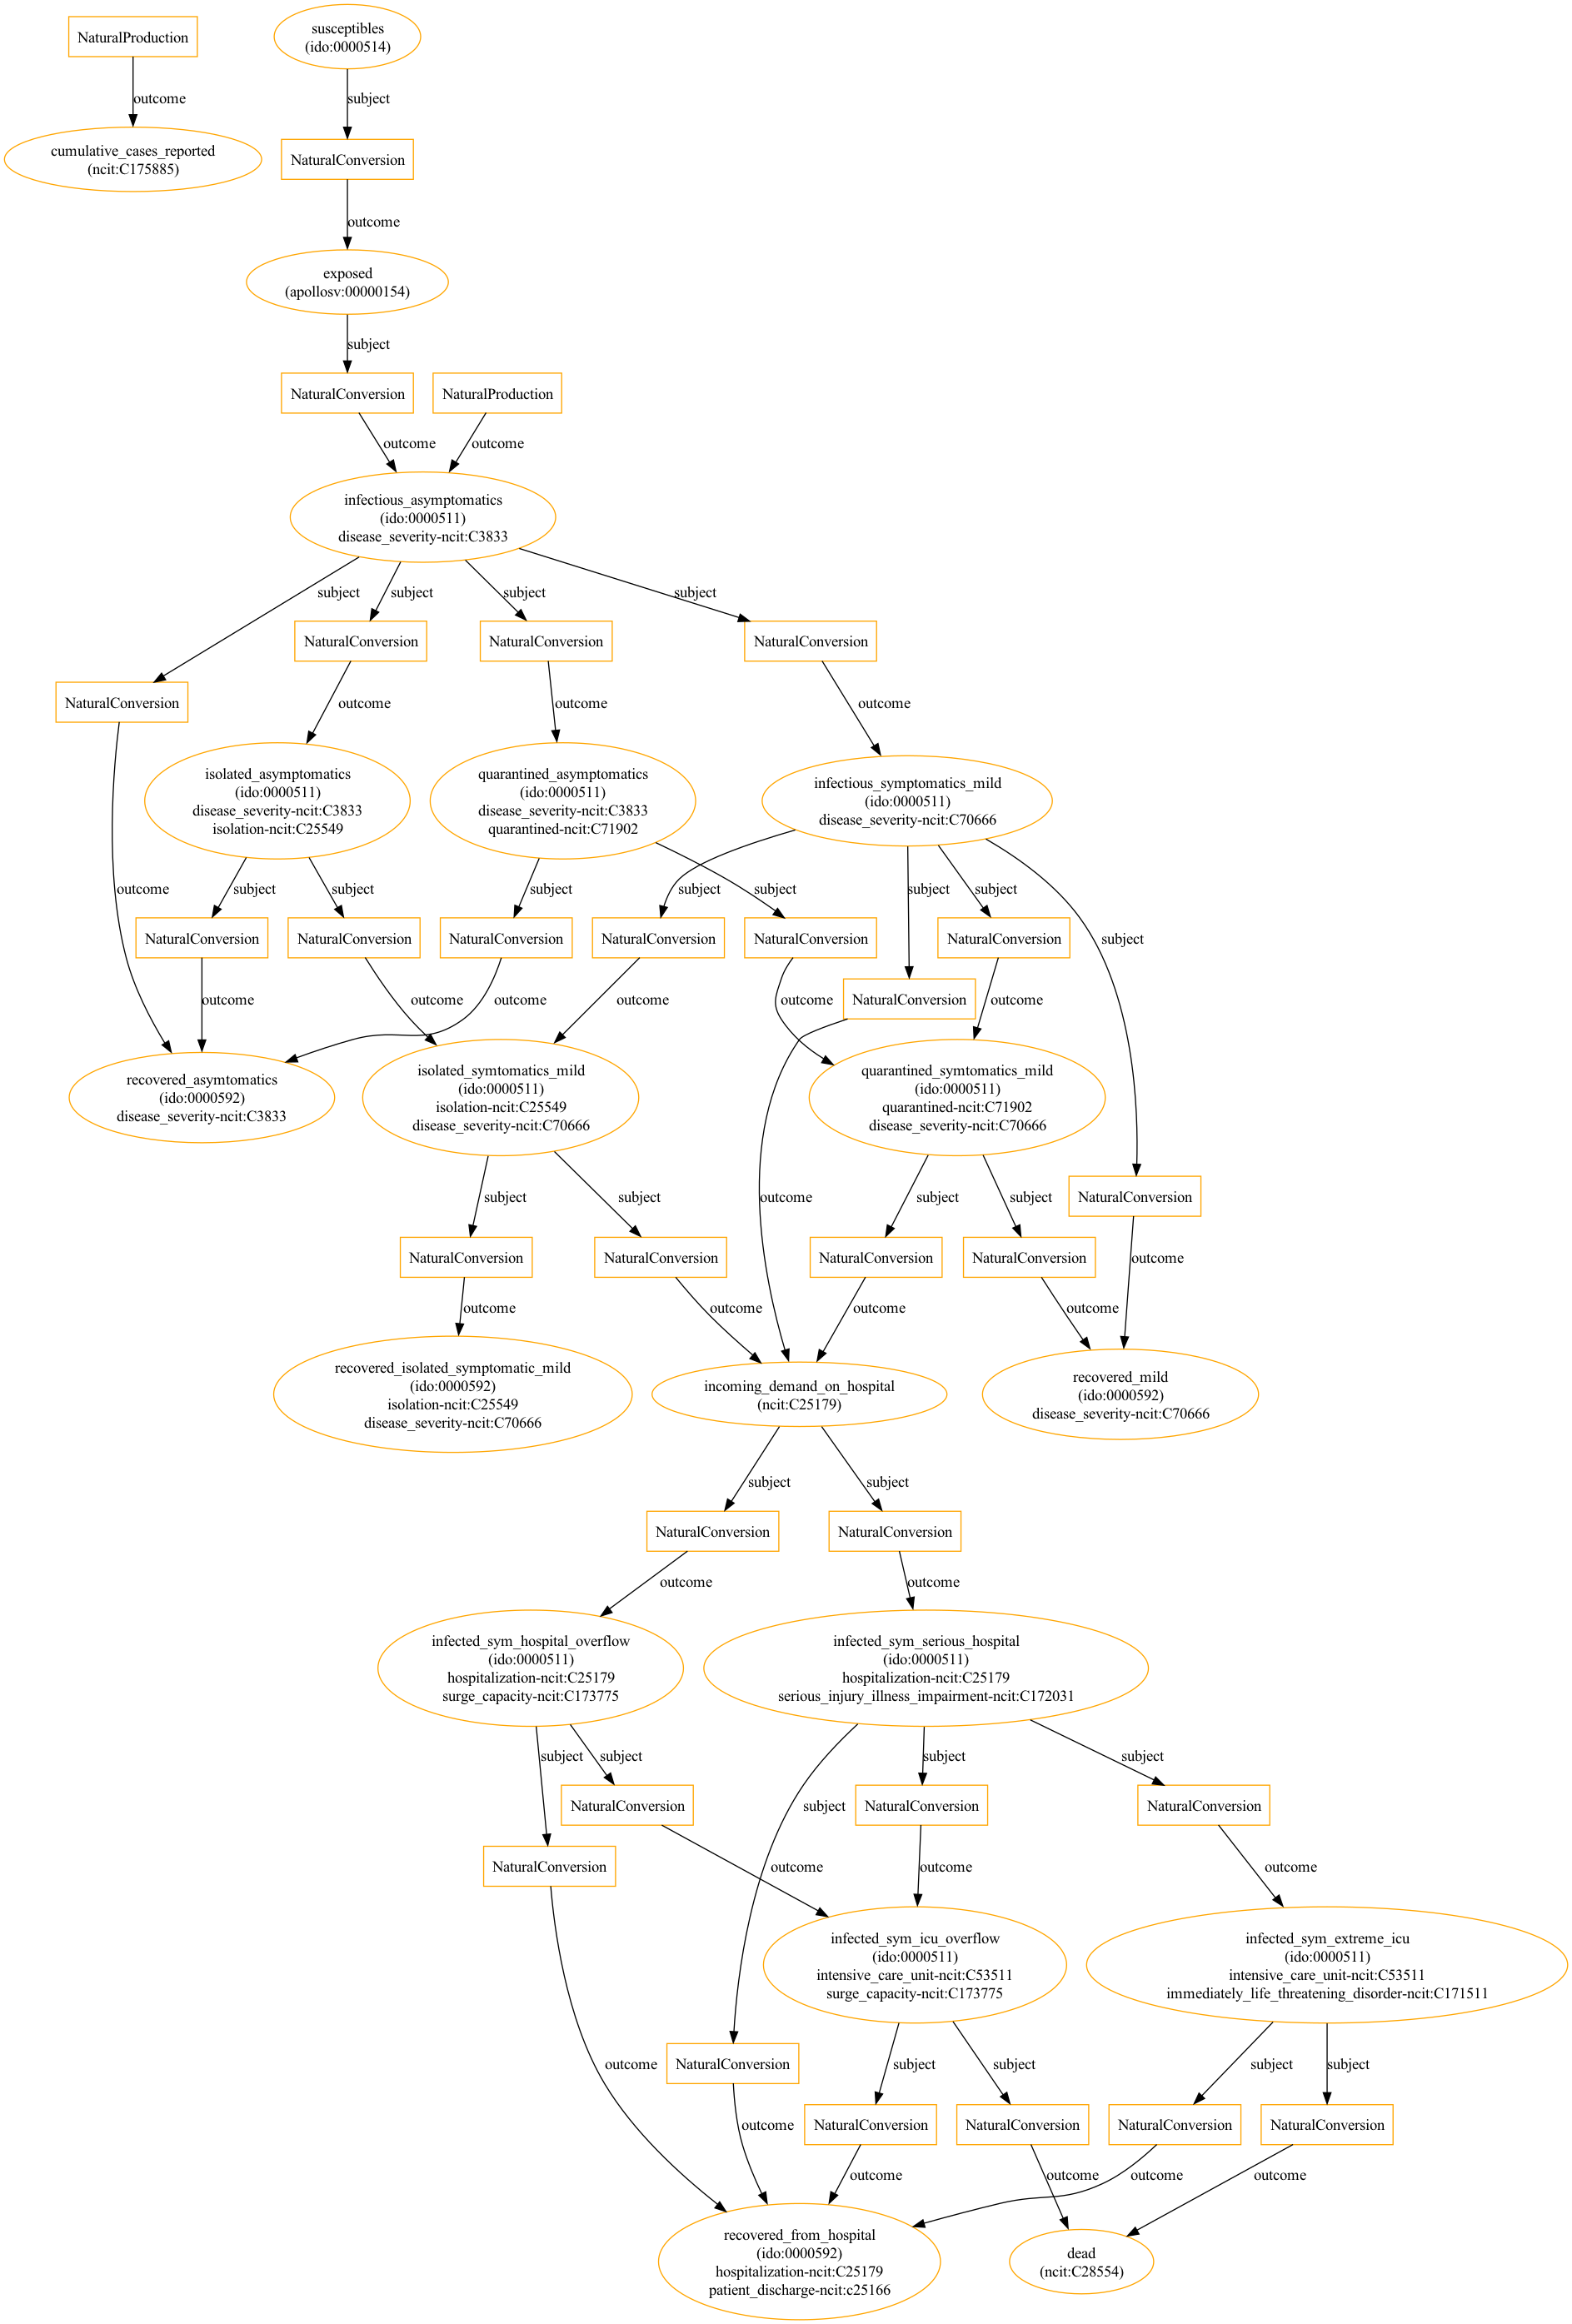 NaturalProduction
susceptibles
(ido:0000514)
outcome
subject
cumulative_cases_reported
(ncit:C175885)
NaturalConversion
outcome
exposed
(apollosv:00000154)
subject
NaturalConversion
NaturalProduction
outcome
outcome
infectious_asymptomatics
(ido:0000511)
disease_severity-ncit:C3833
subject
subject
subject
subject
NaturalConversion
NaturalConversion
NaturalConversion
NaturalConversion
outcome
outcome
outcome
isolated_asymptomatics
(ido:0000511)
disease_severity-ncit:C3833
isolation-ncit:C25549
quarantined_asymptomatics
(ido:0000511)
disease_severity-ncit:C3833
quarantined-ncit:C71902
infectious_symptomatics_mild
(ido:0000511)
disease_severity-ncit:C70666
outcome
subject
subject
subject
subject
subject
subject
subject
subject
NaturalConversion
NaturalConversion
NaturalConversion
NaturalConversion
NaturalConversion
NaturalConversion
NaturalConversion
outcome
outcome
outcome
outcome
outcome
outcome
recovered_asymtomatics
(ido:0000592)
disease_severity-ncit:C3833
isolated_symtomatics_mild
(ido:0000511)
isolation-ncit:C25549
disease_severity-ncit:C70666
quarantined_symtomatics_mild
(ido:0000511)
quarantined-ncit:C71902
disease_severity-ncit:C70666
subject
subject
outcome
subject
subject
NaturalConversion
NaturalConversion
NaturalConversion
NaturalConversion
NaturalConversion
outcome
outcome
outcome
outcome
outcome
recovered_isolated_symptomatic_mild
(ido:0000592)
isolation-ncit:C25549
disease_severity-ncit:C70666
incoming_demand_on_hospital
(ncit:C25179)
recovered_mild
(ido:0000592)
disease_severity-ncit:C70666
subject
subject
NaturalConversion
NaturalConversion
outcome
outcome
infected_sym_hospital_overflow
(ido:0000511)
hospitalization-ncit:C25179
surge_capacity-ncit:C173775
infected_sym_serious_hospital
(ido:0000511)
hospitalization-ncit:C25179
serious_injury_illness_impairment-ncit:C172031
subject
subject
subject
subject
subject
NaturalConversion
NaturalConversion
NaturalConversion
NaturalConversion
outcome
outcome
outcome
infected_sym_icu_overflow
(ido:0000511)
intensive_care_unit-ncit:C53511
surge_capacity-ncit:C173775
infected_sym_extreme_icu
(ido:0000511)
intensive_care_unit-ncit:C53511
immediately_life_threatening_disorder-ncit:C171511
outcome
NaturalConversion
subject
subject
subject
subject
NaturalConversion
NaturalConversion
NaturalConversion
NaturalConversion
outcome
outcome
outcome
outcome
outcome
recovered_from_hospital
(ido:0000592)
hospitalization-ncit:C25179
patient_discharge-ncit:c25166
dead
(ncit:C28554)